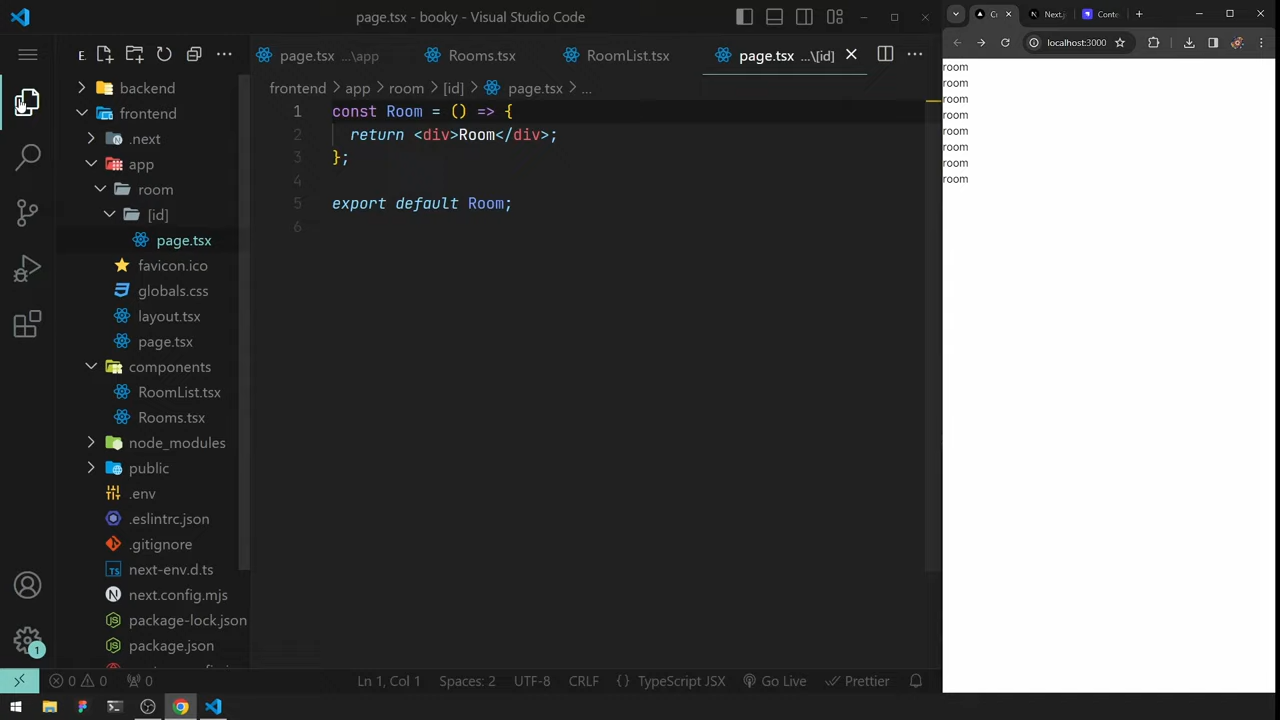 page.tsx - booky - Visual Studio Code
E
page.tsx ...\app
Rooms.tsx
RoomList.tsx
page.tsx ...\[id]
frontend > app > room > [id] > page.tsx > ...
backend
frontend
.next
app
room
[id]
page.tsx
favicon.ico
globals.css
layout.tsx
page.tsx
components
RoomList.tsx
Rooms.tsx
node_modules
public
.env
.eslintrc.json
.gitignore
TS next-env.d.ts
next.config.mjs
package-lock.json
package.json
1 const Room = () => {
2 return <div>Room</div>;
3 };
4
5 export default Room;
6
1
0 0 0
Ln 1, Col 1
Spaces: 2
UTF-8
CRLF
{ } TypeScript JSX
Go Live
Prettier
Next.j
Conte
localhost:3000
room
room
room
room
room
room
room
room